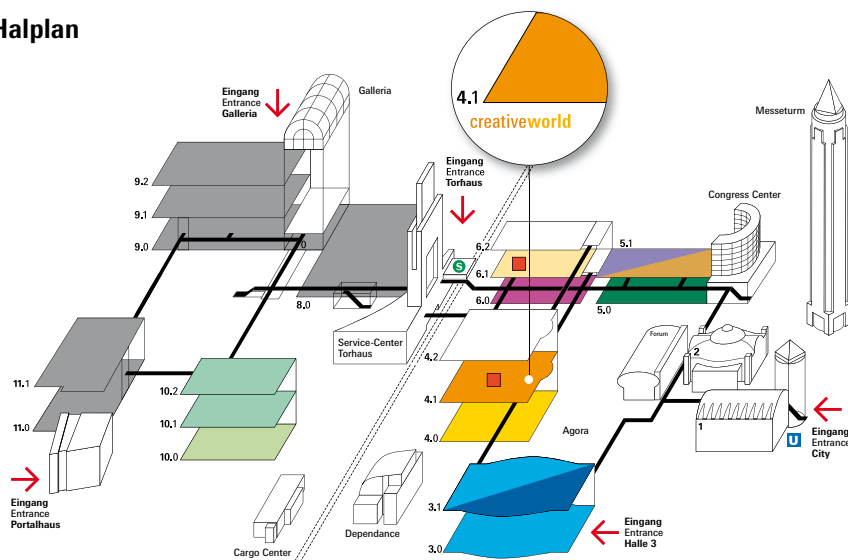 Halplan
4.1
creativeworld
Eingang
Entrance
Galleria
Galleria
Messeturm
Eingang
Entrance
Torhaus
Congress Center
9.2
9.1
9.0
0
8.0
S
6.2
6.1
6.0
5.1
5.0
Service-Center
Torhaus
4.2
4.1
4.0
Forum
2
1
11.1
11.0
10.2
10.1
10.0
Agora
U
Eingang
Entrance
City
Eingang
Entrance
Portalhaus
Cargo Center
Dependance
3.1
3.0
Eingang
Entrance
Halle 3